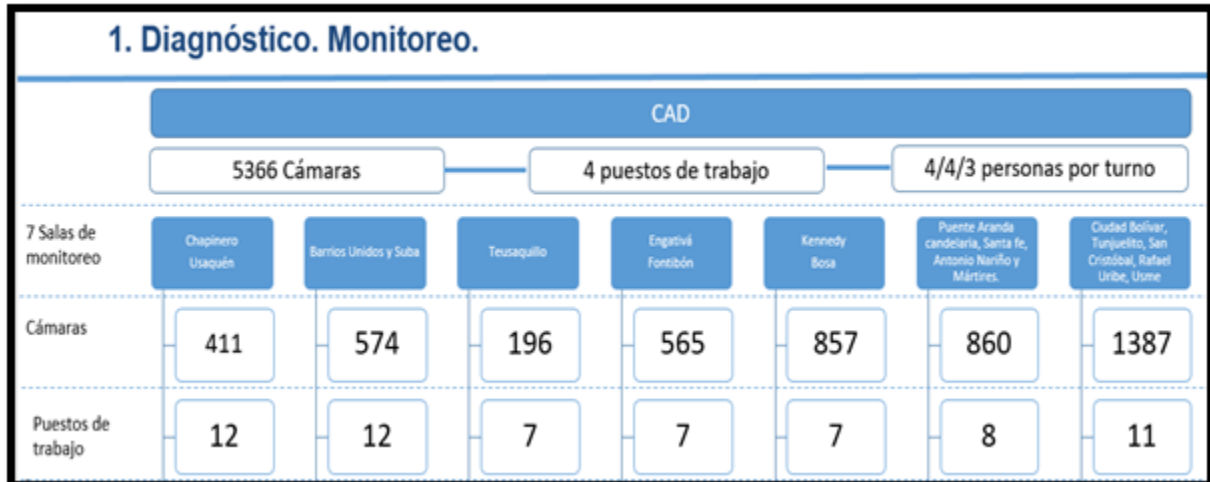 1. Diagnóstico. Monitoreo.
CAD
5366 Cámaras
4 puestos de trabajo
4/4/3 personas por turno
7 Salas de
monitoreo
Chapinero
Usaquén
Barrios Unidos y Suba
Teusaquillo
Engativá
Fontibón
Kennedy
Bosa
Puente Aranda
candelaria, Santa fe,
Antonio Nariño y
Mártires.
Ciudad Bolívar,
Tunjuelito, San
Cristóbal, Rafael
Uribe, Usme
Cámaras
411
574
196
565
857
860
1387
Puestos de
trabajo
12
12
7
7
7
8
11